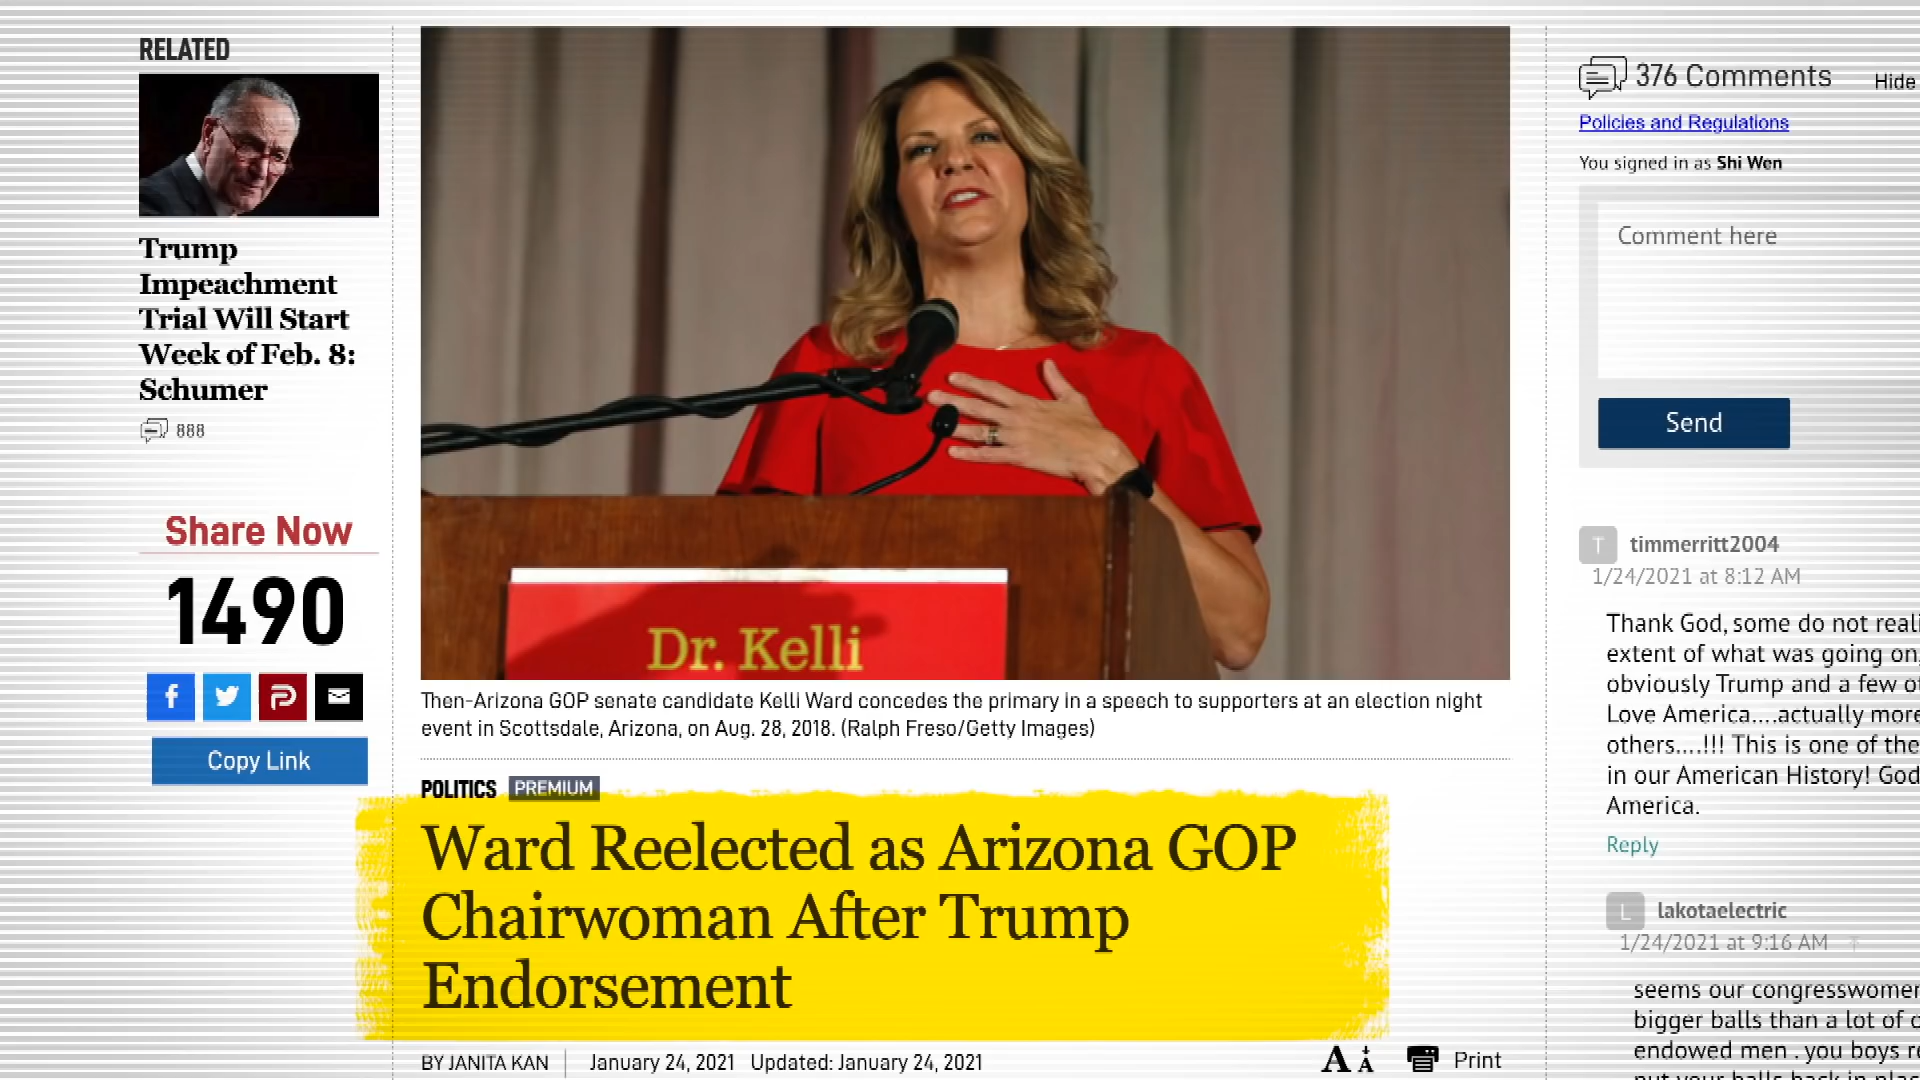 RELATED
Trump
Impeachment
Trial Will Start
Week of Feb. 8:
Schumer
888
Share Now
1490
Copy Link
Dr. Kelli
Then-Arizona GOP senate candidate Kelli Ward concedes the primary in a speech to supporters at an election night
event in Scottsdale, Arizona, on Aug. 28, 2018. (Ralph Freso/Getty Images)
POLITICS PREMIUM
Ward Reelected as Arizona GOP
Chairwoman After Trump
Endorsement
BY JANITA KAN January 24, 2021 Updated: January 24, 2021
A A Print
376 Comments Hide
Policies and Regulations
You signed in as Shi Wen
Comment here
Send
T timmerritt2004
1/24/2021 at 8:12 AM
Thank God, some do not reali
extent of what was going on
obviously Trump and a few of
Love America....actually more
others....!!! This is one of the
in our American History! God
America.
Reply
L lakotaelectric
1/24/2021 at 9:16 AM
seems our congresswomen
bigger balls than a lot of
endowed men . you boys